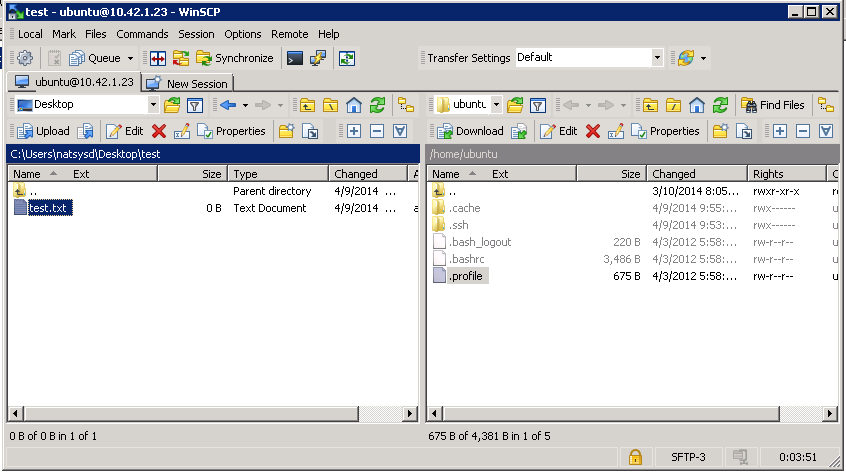 test - ubuntu@10.42.1.23 - WinSCP
Local Mark Files Commands Session Options Remote Help
Queue Synchronize Transfer Settings Default
ubuntu@10.42.1.23 New Session
Desktop ubuntu Find Files
Upload Edit Properties Download Edit Properties
C:\Users\natsysd\Desktop\test /home/ubuntu
Name Ext Size Type Changed Name Ext Size Changed Rights
.. Parent directory 4/9/2014 ... .. 3/10/2014 8:05... rwxr-xr-x
test.txt 0 B Text Document 4/9/2014 ... .cache 4/9/2014 9:55:... rwx------
.ssh 4/9/2014 9:53:... rwx------
.bash_logout 220 B 4/3/2012 5:58:... rw-r--r--
.bashrc 3,486 B 4/3/2012 5:58:... rw-r--r--
.profile 675 B 4/3/2012 5:58:... rw-r--r--
0 B of 0 B in 1 of 1 675 B of 4,381 B in 1 of 5
SFTP-3 0:03:51